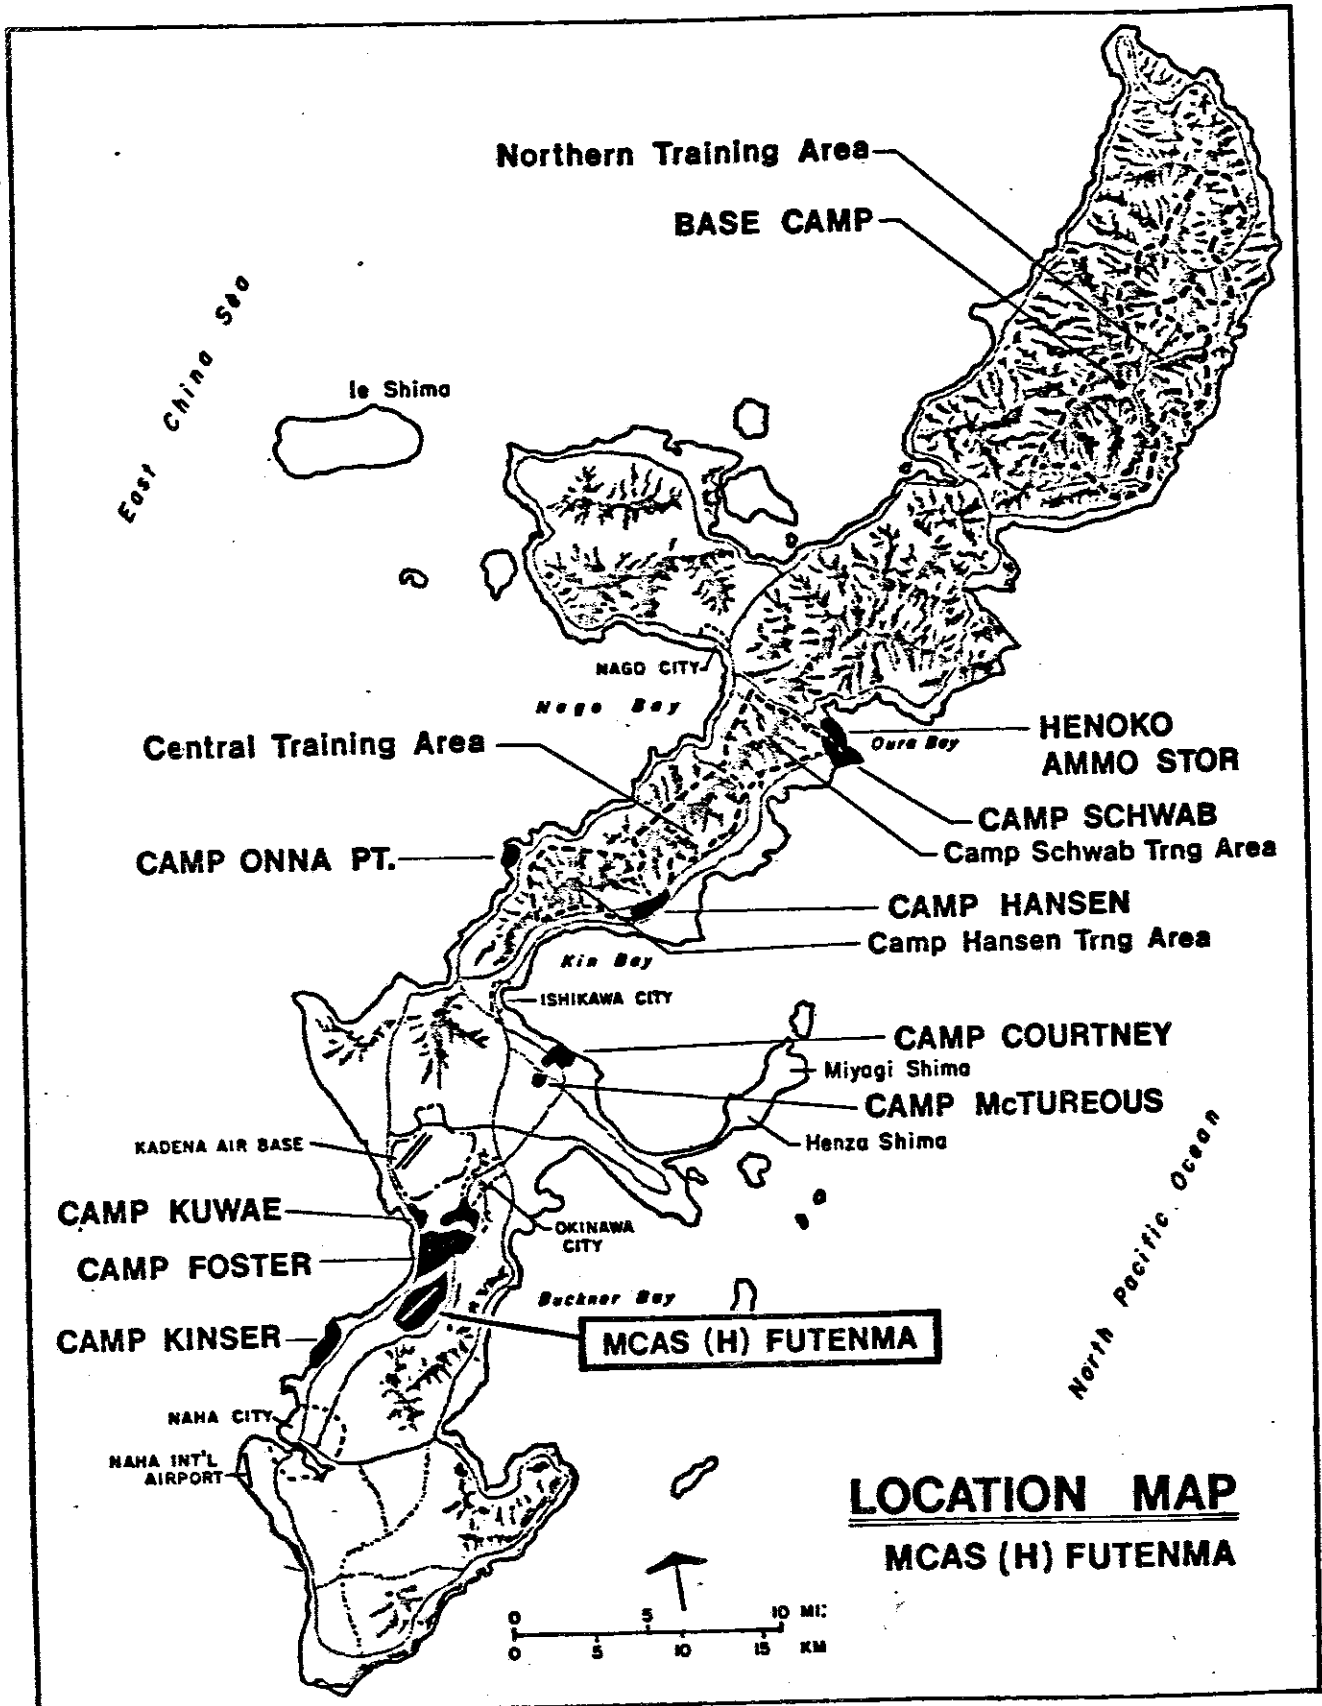 Northern Training Area
BASE CAMP
East China Sea
Ie Shima
NAGO CITY
Nago Bay
Central Training Area
Oura Bay
HENOKO
AMMO STOR
CAMP SCHWAB
Camp Schwab Trng Area
CAMP ONNA PT.
CAMP HANSEN
Camp Hansen Trng Area
Kin Bay
ISHIKAWA CITY
CAMP COURTNEY
Miyagi Shima
CAMP McTUREOUS
Henza Shima
KADENA AIR BASE
North Pacific Ocean
CAMP KUWAE
OKINAWA
CITY
CAMP FOSTER
Buckner Bay
CAMP KINSER
MCAS (H) FUTENMA
NAHA CITY
NAHA INT'L
AIRPORT
LOCATION MAP
MCAS (H) FUTENMA
0 5 10 MI:
0 5 10 15 KM